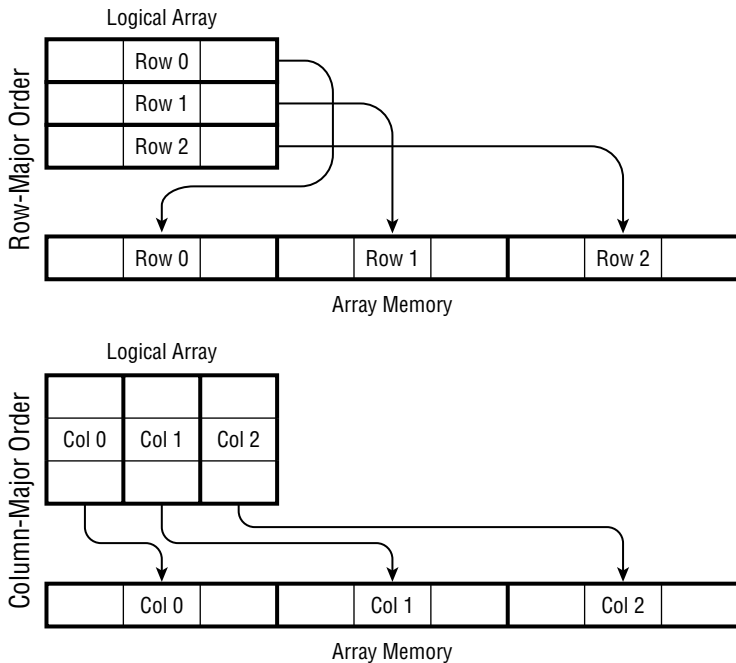 Row-Major Order
Logical Array
Row 0
Row 1
Row 2
Row 0 Row 1 Row 2
Array Memory
Column-Major Order
Logical Array
Col 0 Col 1 Col 2
Col 0 Col 1 Col 2
Array Memory